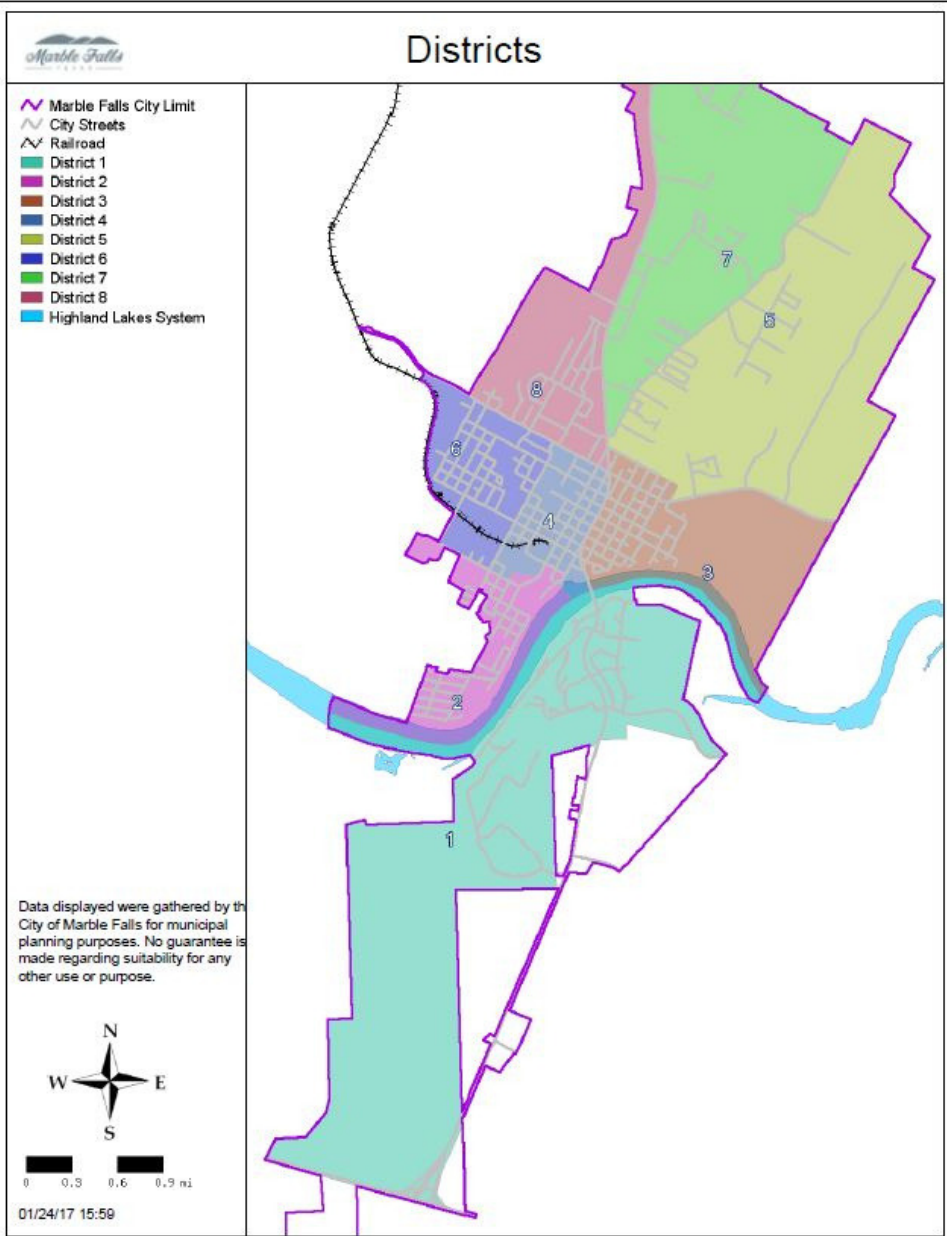 Marble Falls
TEXAS
Districts
Marble Falls City Limit
City Streets
Railroad
District 1
District 2
District 3
District 4
District 5
District 6
District 7
District 8
Highland Lakes System
7
5
8
6
4
3
2
1
Data displayed were gathered by th
City of Marble Falls for municipal
planning purposes. No guarantee is
made regarding suitability for any
other use or purpose.
N
W E
S
0 0.3 0.6 0.9 mi
01/24/17 15:59